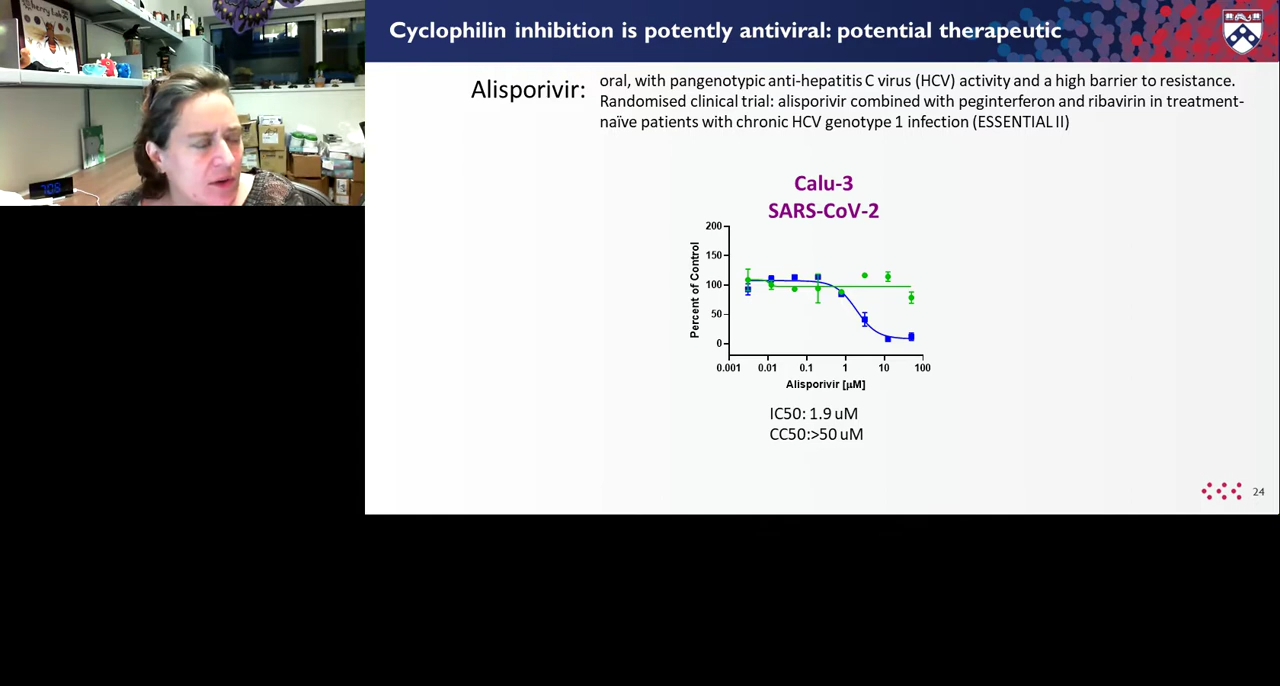 Cherry Lab
706
Cyclophilin inhibition is potently antiviral: potential therapeutic
Alisporivir:
oral, with pangenotypic anti-hepatitis C virus (HCV) activity and a high barrier to resistance.
Randomised clinical trial: alisporivir combined with peginterferon and ribavirin in treatment-
naïve patients with chronic HCV genotype 1 infection (ESSENTIAL II)
Calu-3
SARS-CoV-2
Percent of Control
200
150
100
50
0
0.001 0.01 0.1 1 10 100
Alisporivir [µM]
IC50: 1.9 uM
CC50:>50 uM
24